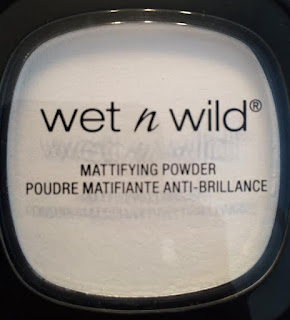 wet n wild®
MATTIFYING POWDER
POUDRE MATIFIANTE ANTI-BRILLANCE